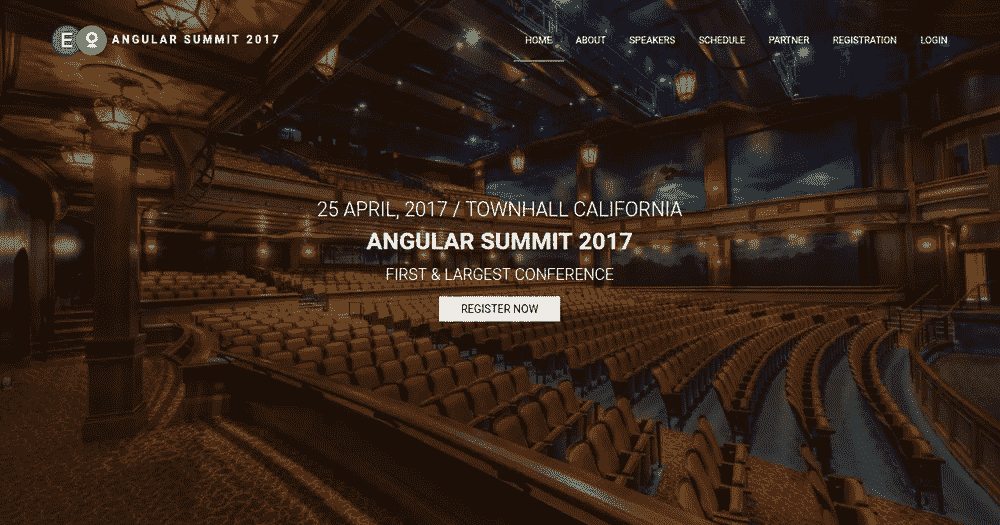 E
ANGULAR SUMMIT 2017
HOME ABOUT SPEAKERS SCHEDULE PARTNER REGISTRATION LOGIN
25 APRIL, 2017 / TOWNHALL CALIFORNIA
ANGULAR SUMMIT 2017
FIRST & LARGEST CONFERENCE
REGISTER NOW